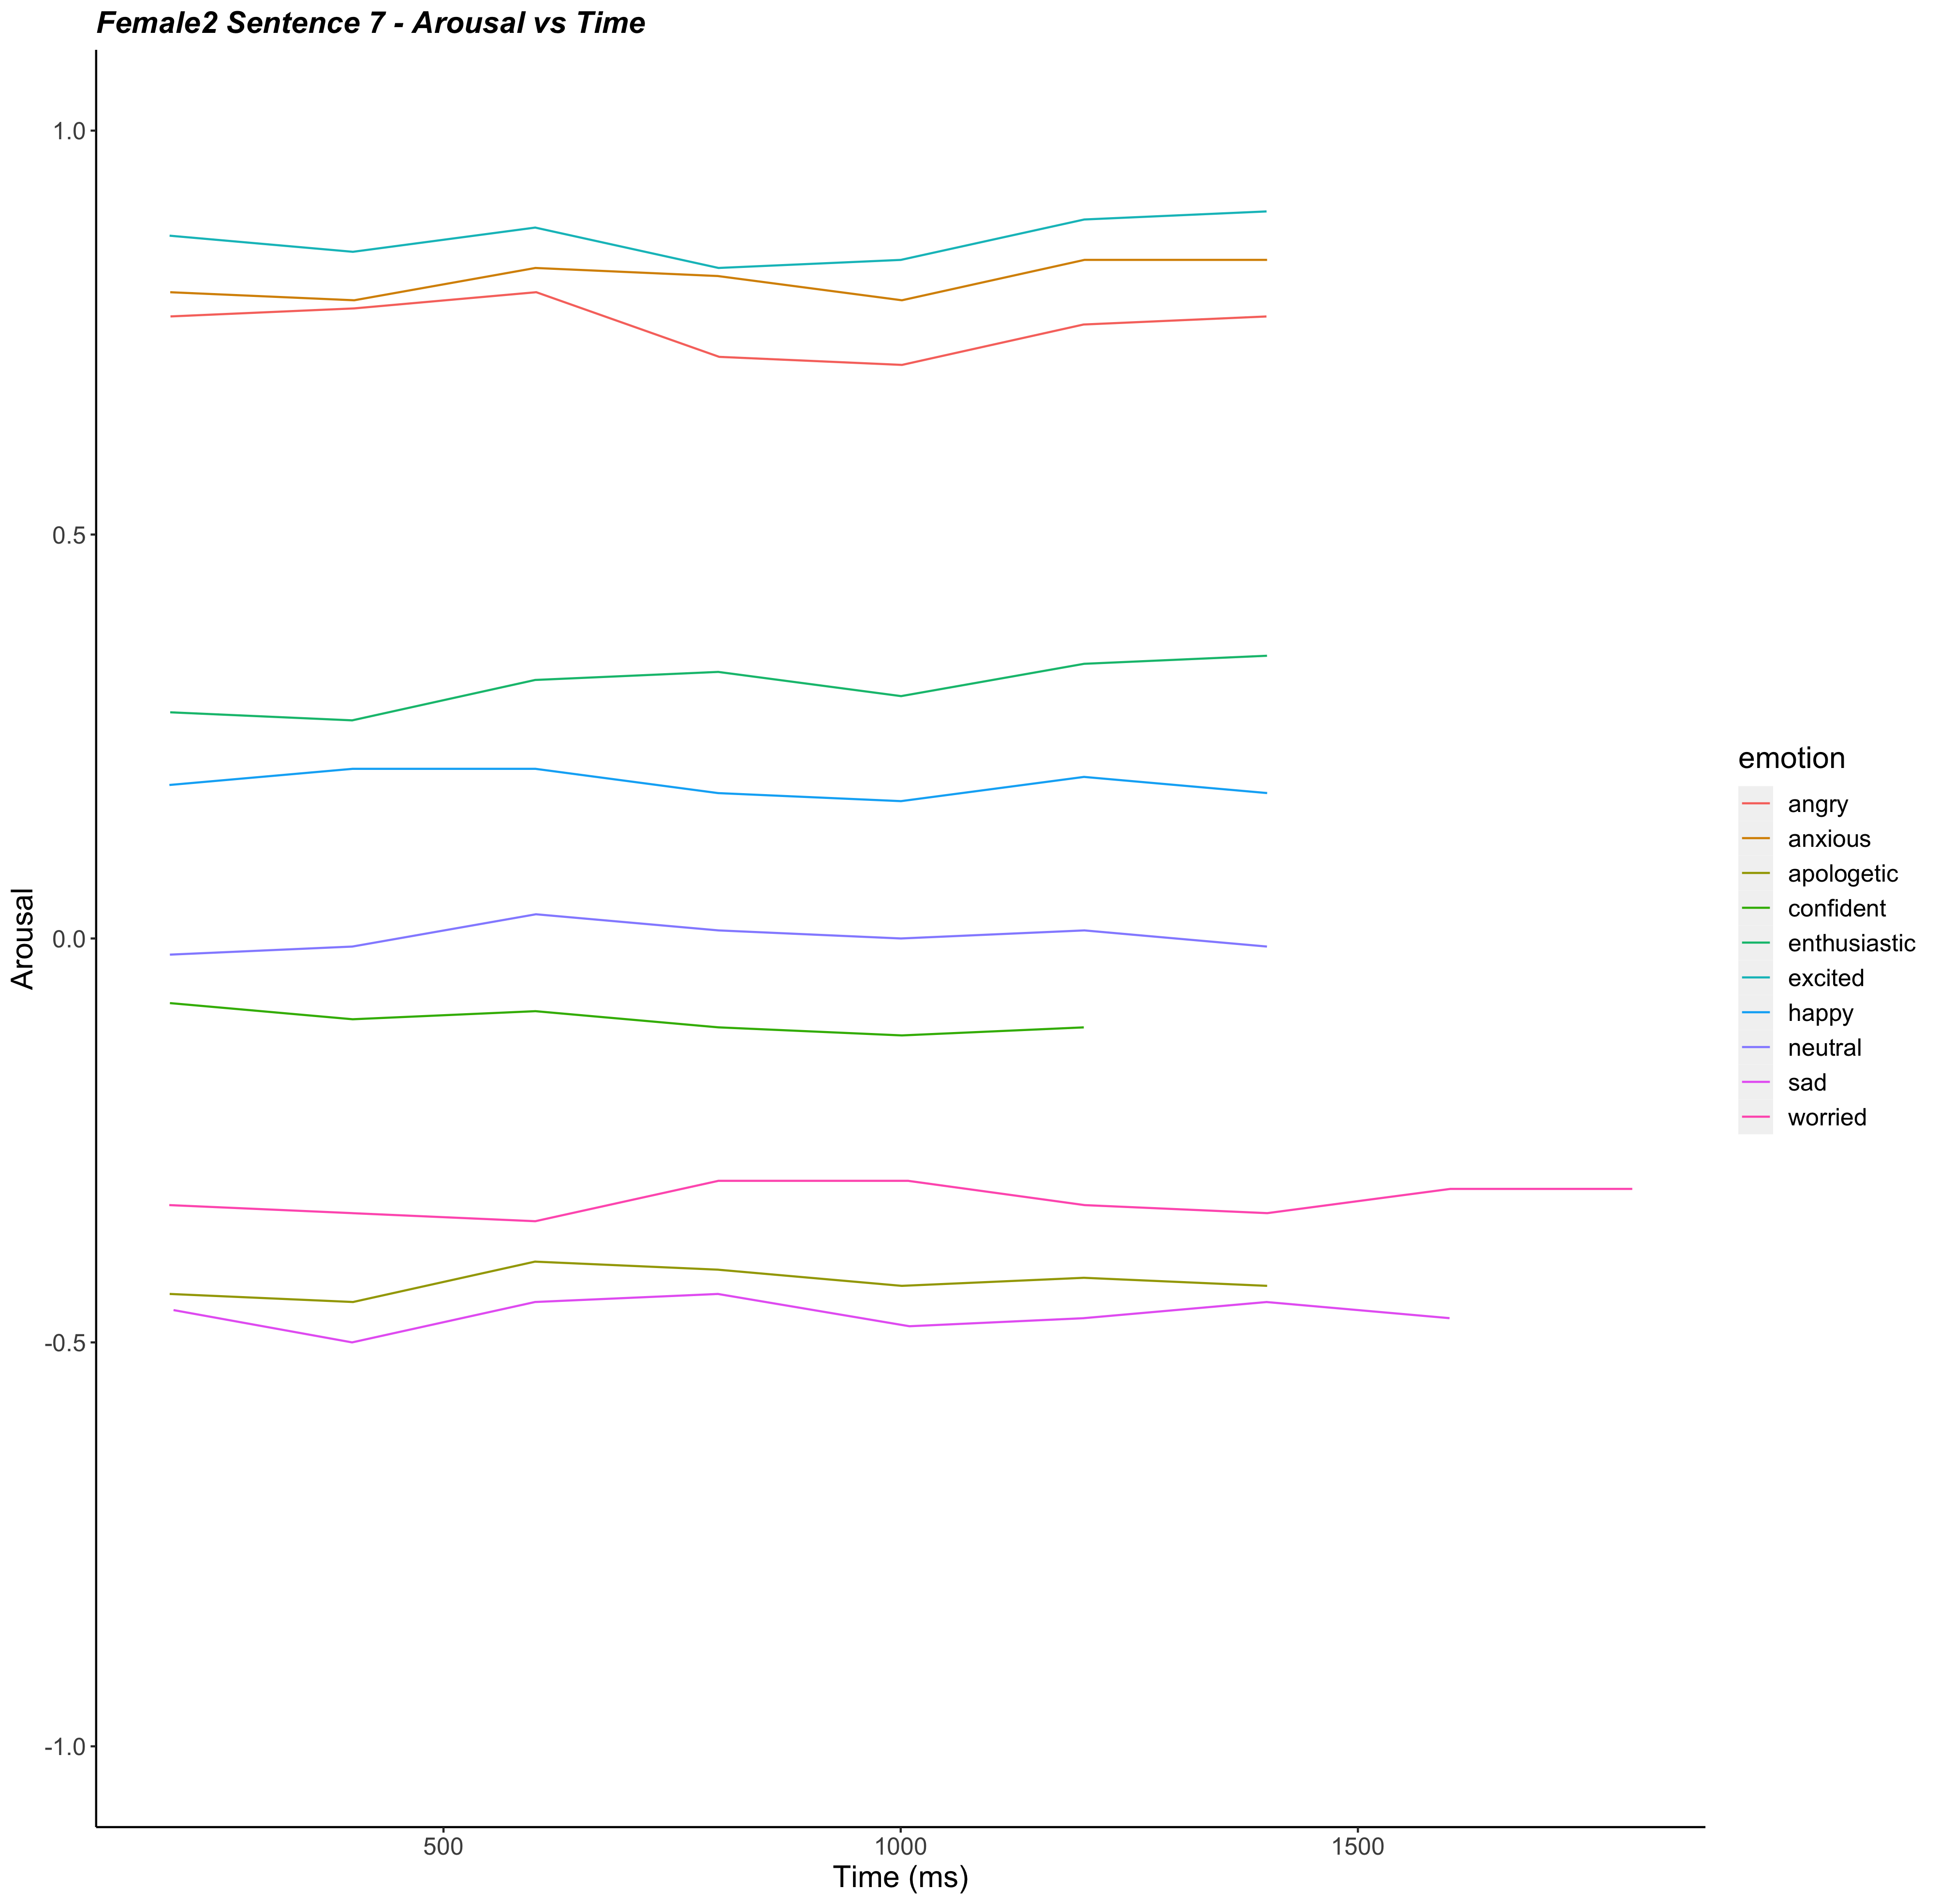 Female2 Sentence 7 - Arousal vs Time
1.0
0.5
0.0
-0.5
-1.0
Arousal
500
1000
1500
Time (ms)
emotion
angry
anxious
apologetic
confident
enthusiastic
excited
happy
neutral
sad
worried